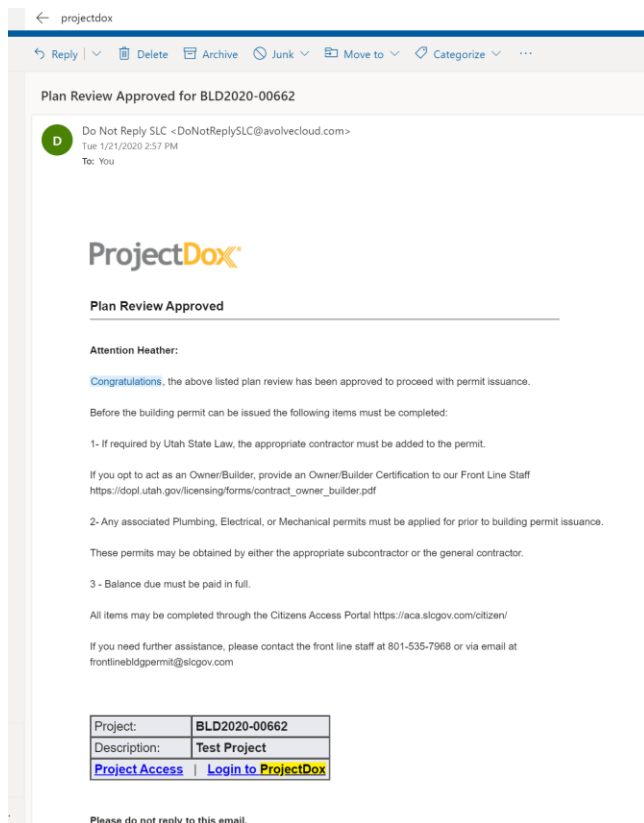 projectdox
Reply Delete Archive Junk Move to Categorize ...
Plan Review Approved for BLD2020-00662
D
Do Not Reply SLC <DoNotReplySLC@avolvecloud.com>
Tue 1/21/2020 2:57 PM
To: You
ProjectDox
Plan Review Approved
Attention Heather:
Congratulations, the above listed plan review has been approved to proceed with permit issuance.
Before the building permit can be issued the following items must be completed:
1- If required by Utah State Law, the appropriate contractor must be added to the permit.
If you opt to act as an Owner/Builder, provide an Owner/Builder Certification to our Front Line Staff
https://dopl.utah.gov/licensing/forms/contract_owner_builder.pdf
2- Any associated Plumbing, Electrical, or Mechanical permits must be applied for prior to building permit issuance.
These permits may be obtained by either the appropriate subcontractor or the general contractor.
3 - Balance due must be paid in full.
All items may be completed through the Citizens Access Portal https://aca.slcgov.com/citizen/
If you need further assistance, please contact the front line staff at 801-535-7968 or via email at
frontlinebldgpermit@slcgov.com
Project: BLD2020-00662
Description: Test Project
Project Access | Login to ProjectDox
Please do not reply to this email.